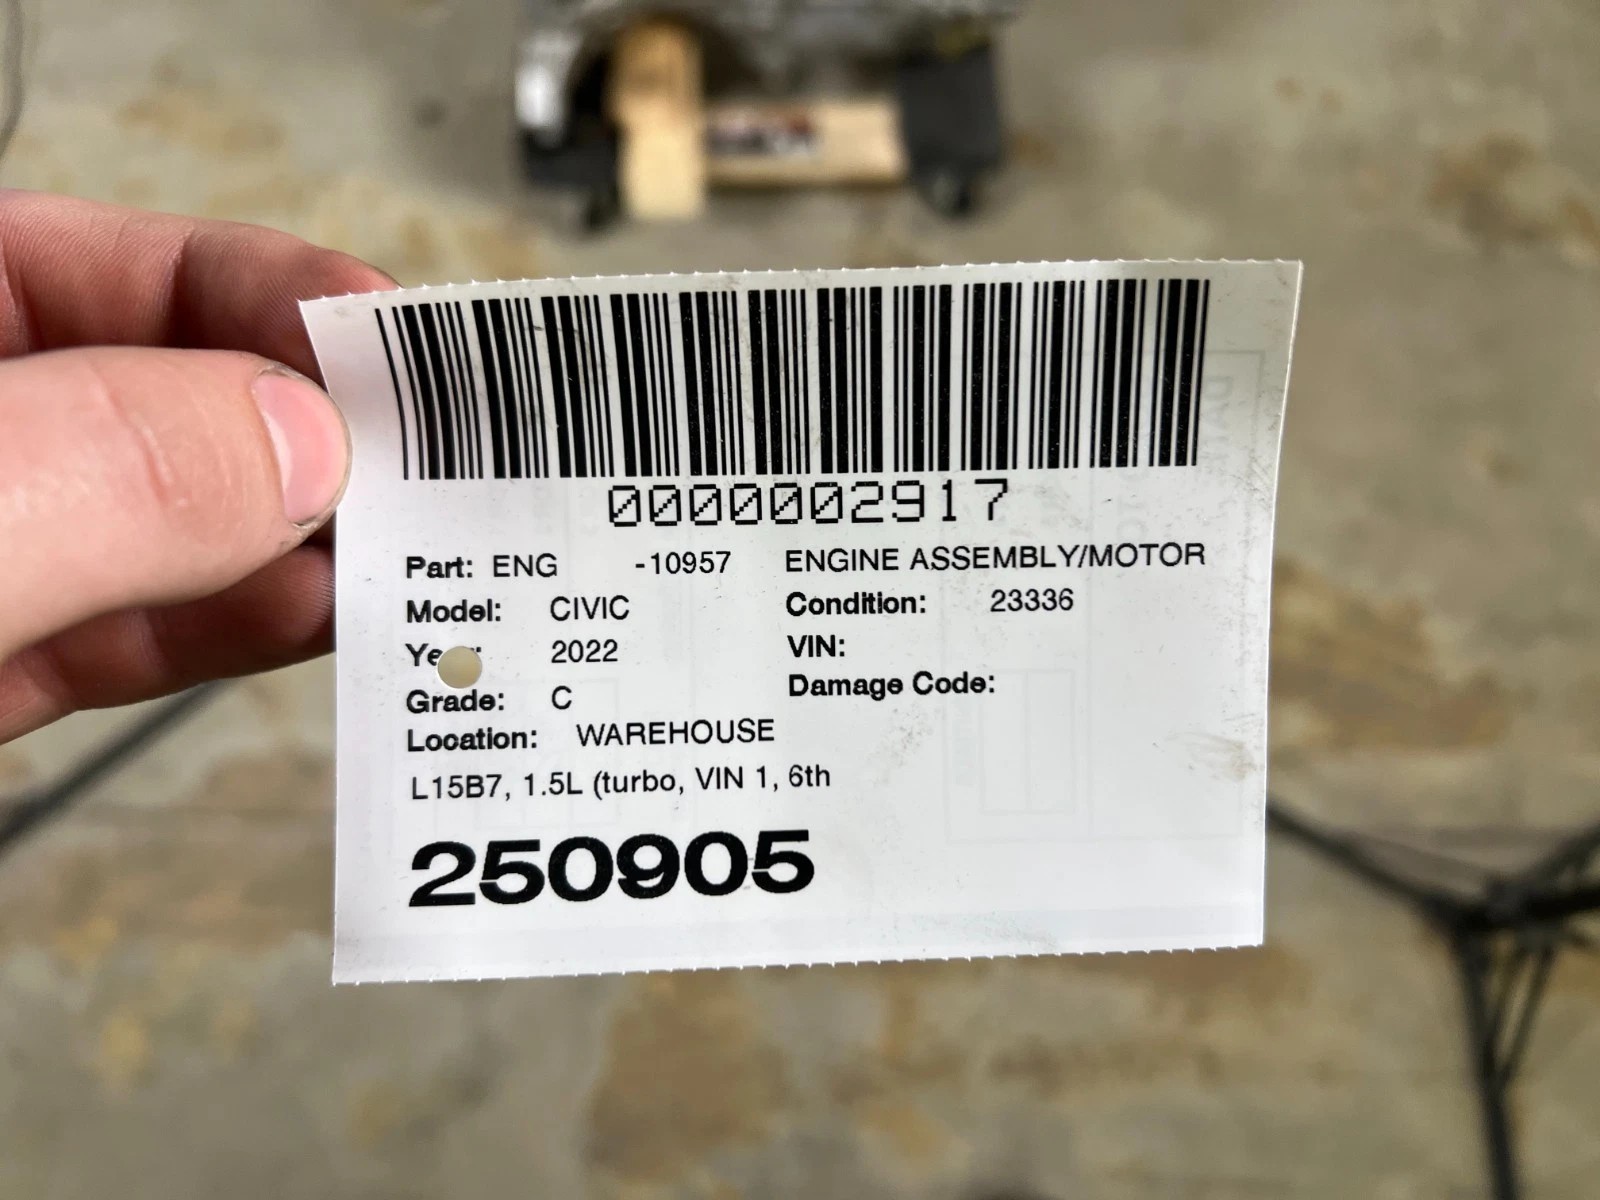 0000002917
Part: ENG -10957 ENGINE ASSEMBLY/MOTOR
Model: CIVIC Condition: 23336
Year: 2022 VIN:
Grade: C Damage Code:
Location: WAREHOUSE
L15B7, 1.5L (turbo, VIN 1, 6th
250905